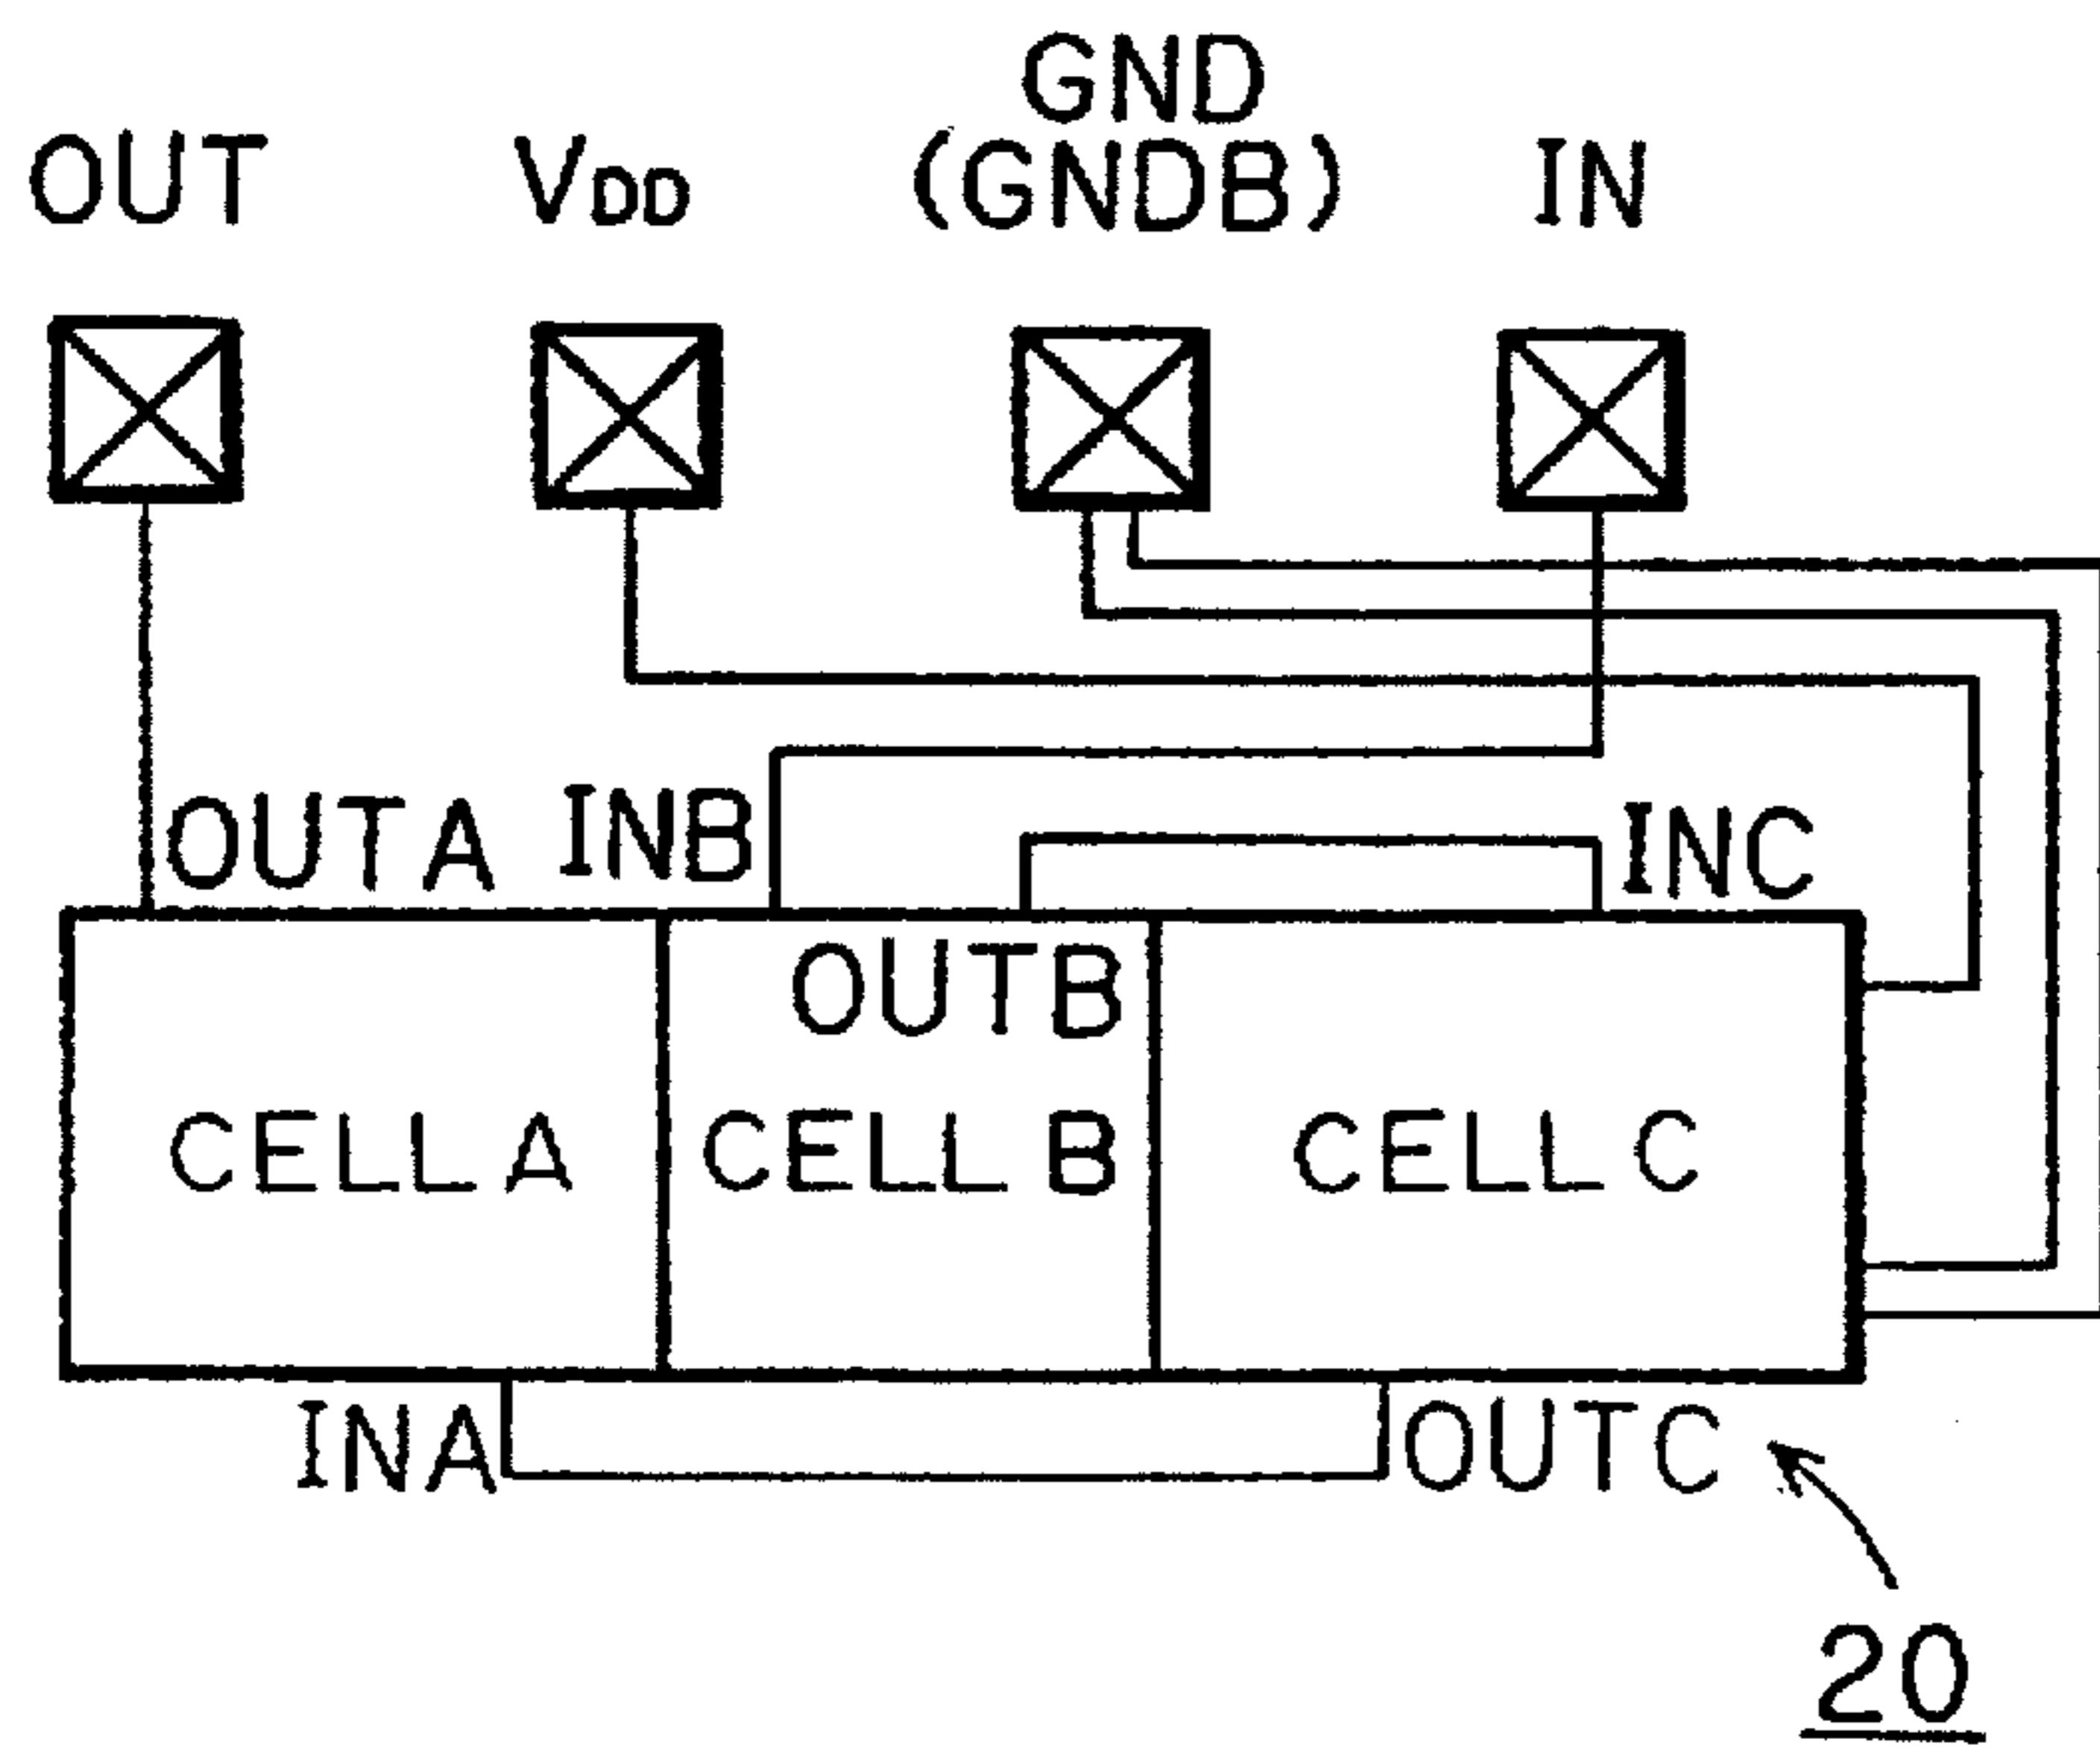 GND
OUT VDD (GNDB) IN
OUTA INB INC
OUTB
CELL A CELL B CELL C
INA OUTC
20